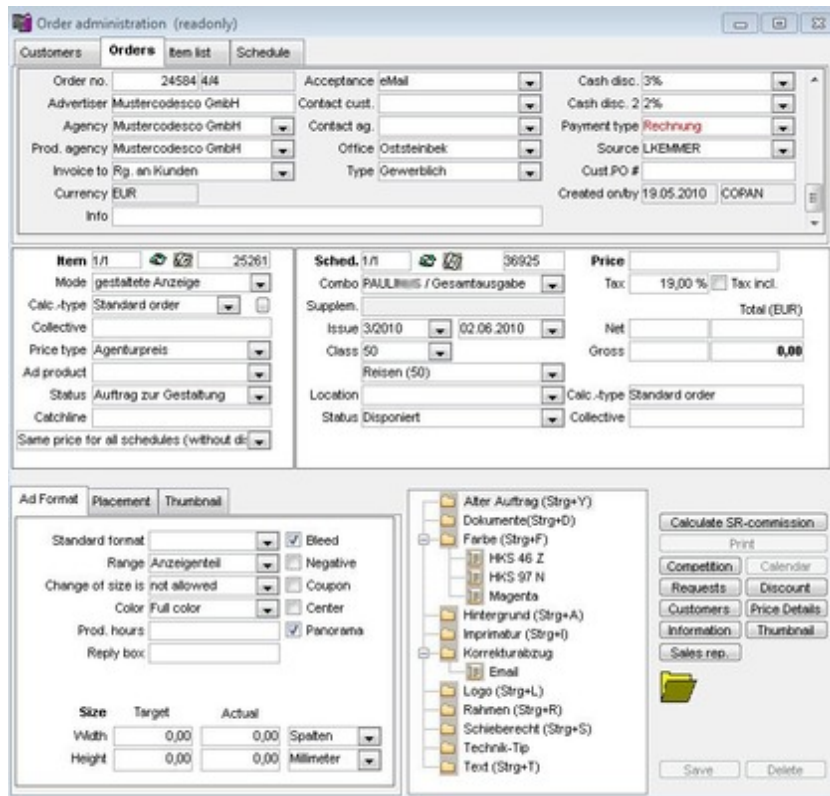 Order administration (readonly)
Customers Orders Item list Schedule
Order no. 24584 4/4 Acceptance eMail Cash disc. 3%
Advertiser Mustercodesco GmbH Contact cust. Cash disc. 2 2%
Agency Mustercodesco GmbH Contact ag. Payment type Rechnung
Prod. agency Mustercodesco GmbH Office Oststeinbek Source LKEMMER
Invoice to Rg. an Kunden Type Gewerblich Cust.PO #
Currency EUR Created on/by 19.05.2010 COPAN
Info
Item 1/1 25261 Sched. 1/1 36925 Price
Mode gestaltete Anzeige Combo / Gesamtausgabe Tax 19,00 % Tax incl.
Calc.-type Standard order Supplem. Total (EUR)
Collective Issue 3/2010 02.06.2010 Net
Price type Agenturpreis Class 50 Gross 0,00
Ad product Reisen (50)
Status Auftrag zur Gestaltung Location Calc.-type Standard order
Catchline Status Disponiert Collective
Same price for all schedules (without di
Ad Format Placement Thumbnail
Standard format Bleed
Range Anzeigenteil Negative
Change of size is not allowed Coupon
Color Full color Center
Prod. hours Panorama
Reply box
Size Target Actual
Width 0,00 0,00 Spalten
Height 0,00 0,00 Millimeter
Alter Auftrag (Strg+Y)
Dokumente(Strg+D)
Farbe (Strg+F)
HKS 46 Z
HKS 97 N
Magenta
Hintergrund (Strg+A)
Imprimatur (Strg+I)
Korrekturabzug
Email
Logo (Strg+L)
Rahmen (Strg+R)
Schieberecht (Strg+S)
Technik-Tip
Text (Strg+T)
Calculate SR-commission
Print
Competition Calendar
Requests Discount
Customers Price Details
Information Thumbnail
Sales rep.
Save Delete